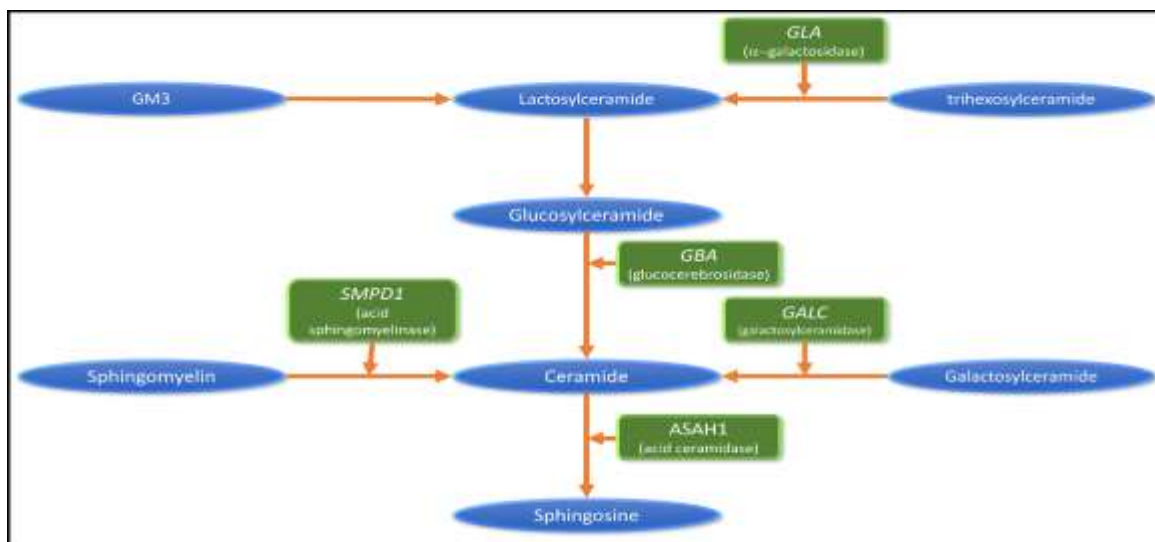 GLA
(α–galactosidase)
GM3
Lactosylceramide
trihexosylceramide
Glucosylceramide
GBA
(glucocerebrosidase)
SMPD1
(acid
sphingomyelinase)
GALC
(galactosylceramidase)
Sphingomyelin
Ceramide
Galactosylceramide
ASAH1
(acid ceramidase)
Sphingosine